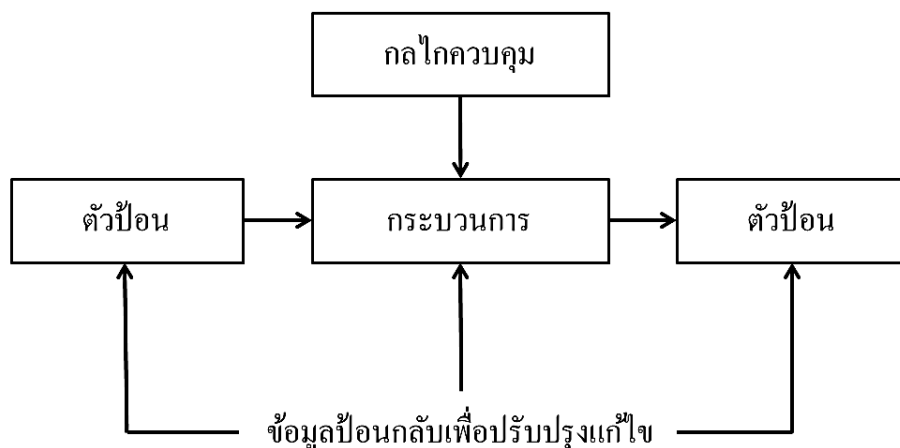 กลไกควบคุม
ตัวป้อน
กระบวนการ
ตัวป้อน
ข้อมูลป้อนกลับเพื่อปรับปรุงแก้ไข